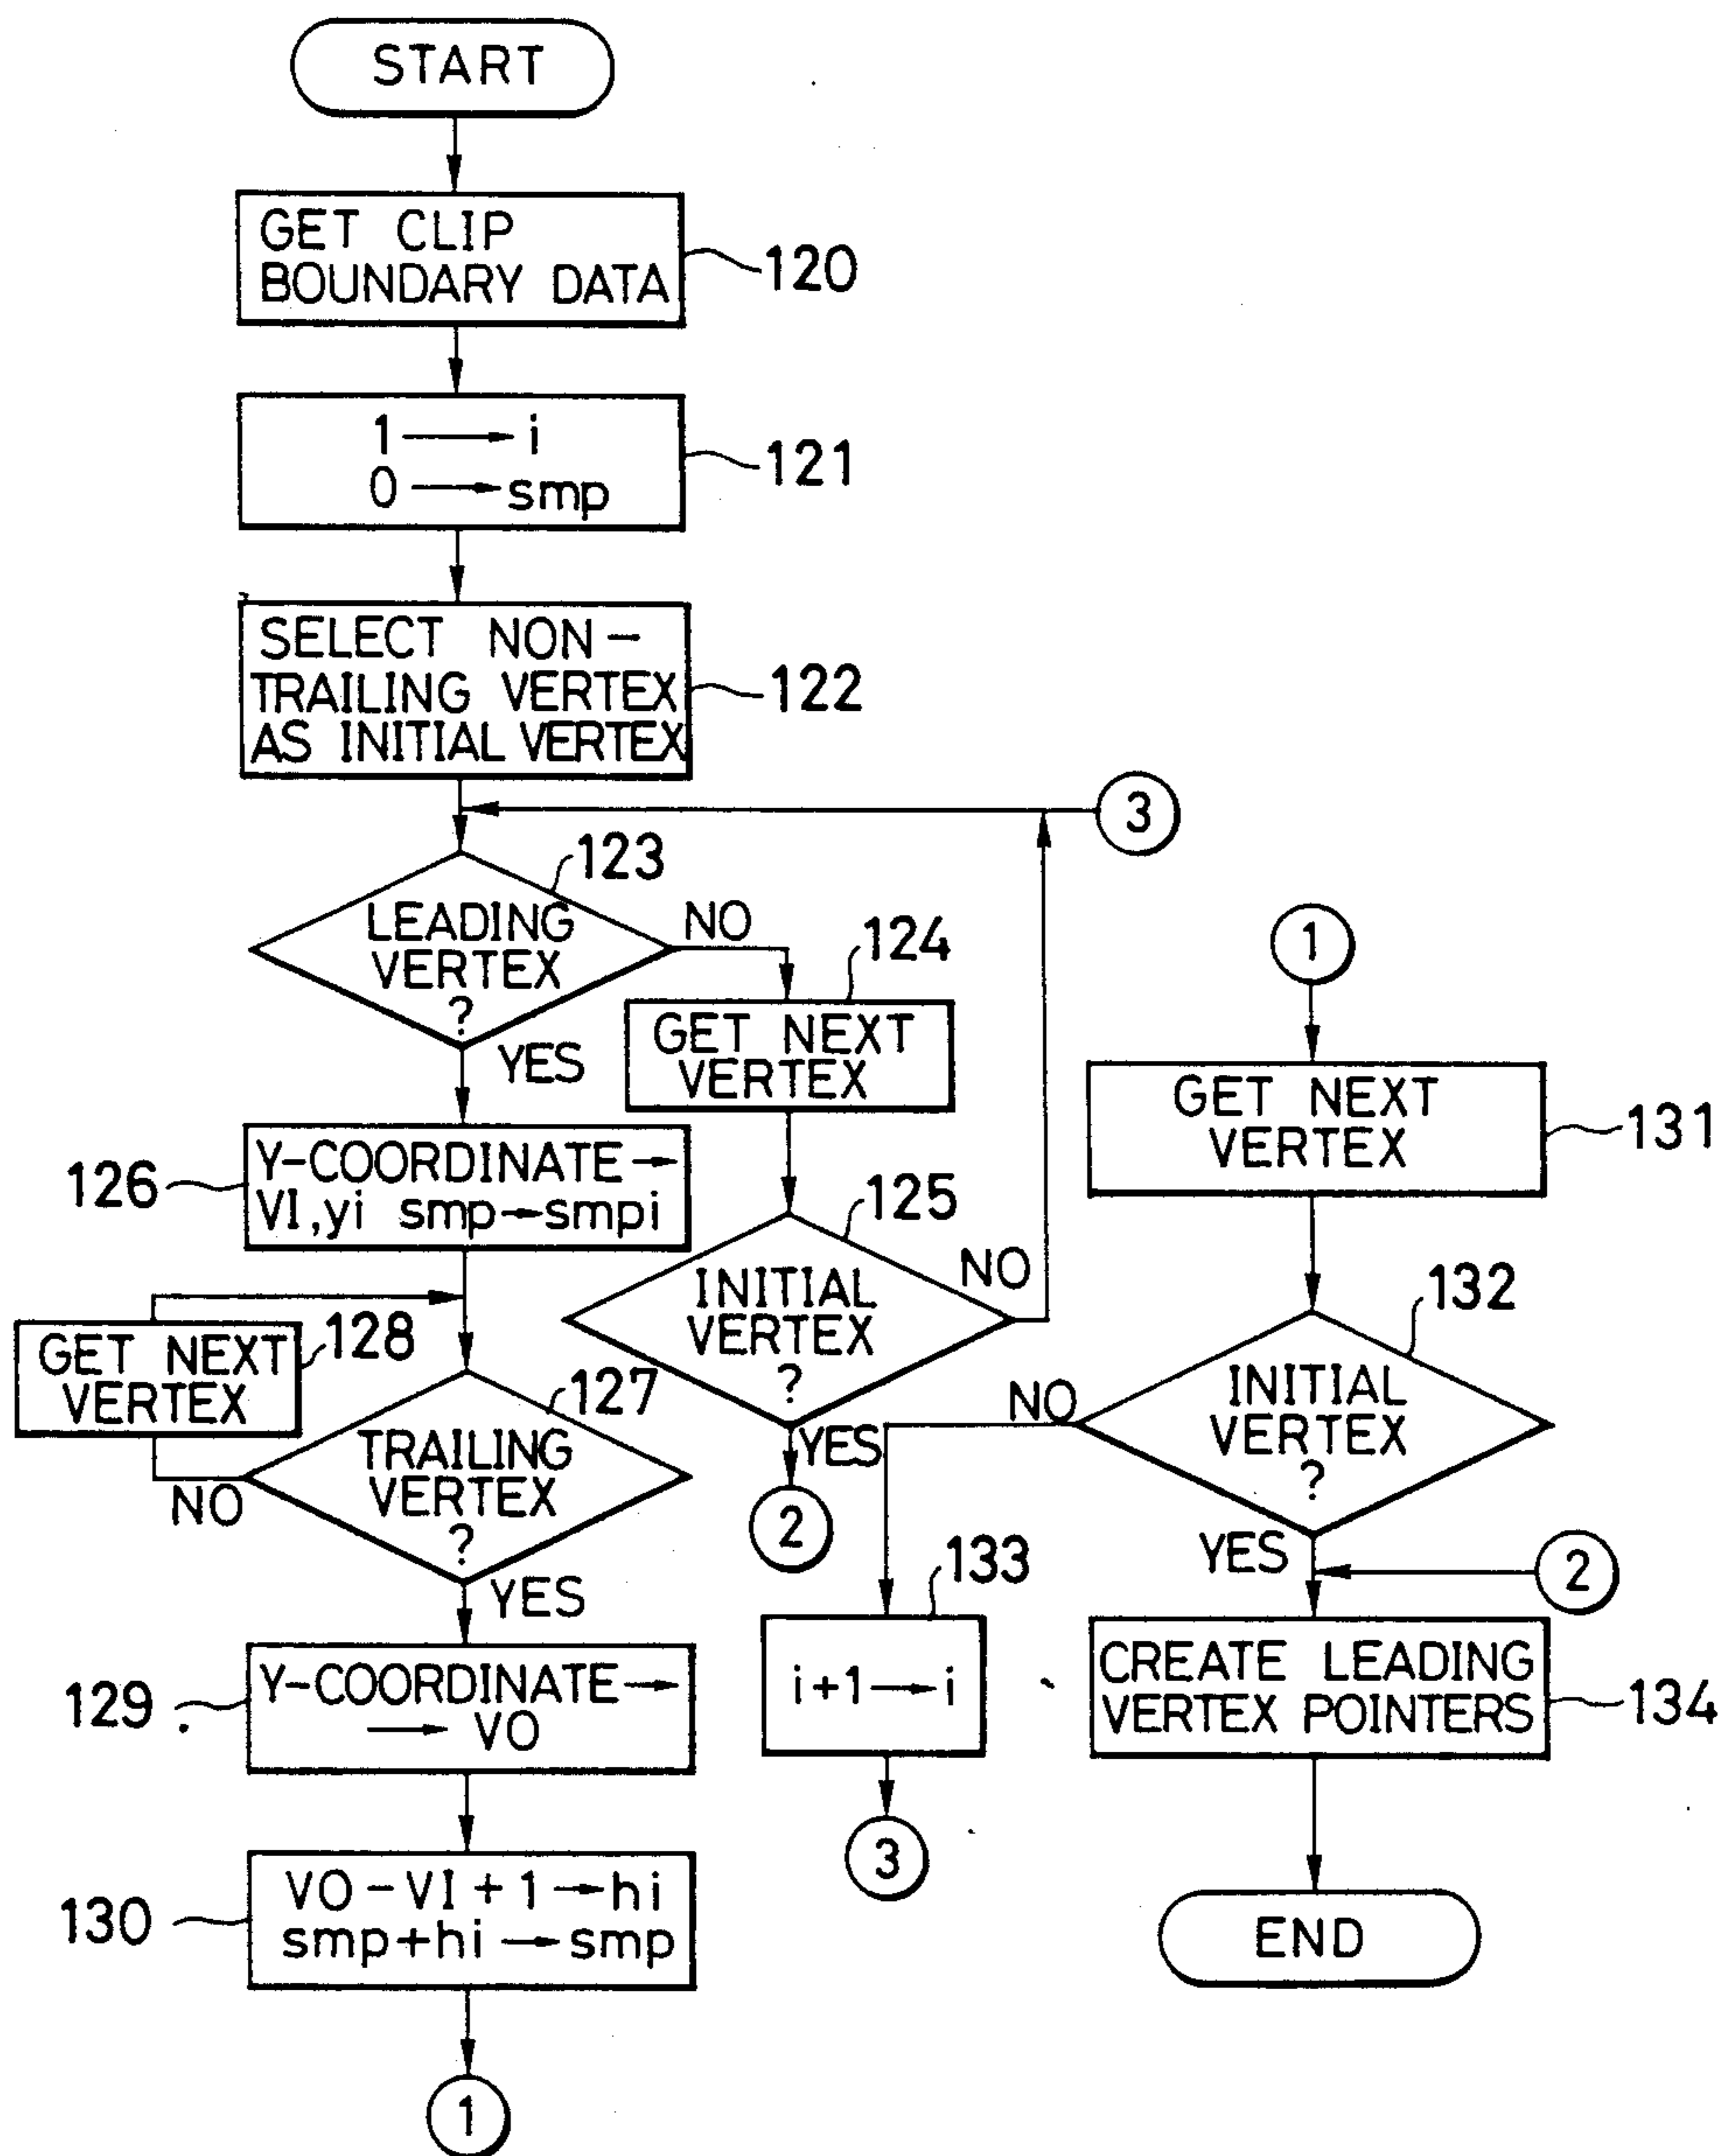 START
GET CLIP
BOUNDARY DATA
120
1 → i
0 → smp
121
SELECT NON-
TRAILING VERTEX
AS INITIAL VERTEX
122
3
123
LEADING
VERTEX
?
NO
YES
124
GET NEXT
VERTEX
126
Y-COORDINATE →
VI,yi smp→smpi
125
INITIAL
VERTEX
?
NO
YES
2
128
GET NEXT
VERTEX
127
TRAILING
VERTEX
?
NO
YES
129
Y-COORDINATE →
→ VO
130
VO-VI+1→hi
smp+hi → smp
1
1
GET NEXT
VERTEX
131
132
INITIAL
VERTEX
?
NO
YES
133
i+1 → i
3
2
CREATE LEADING
VERTEX POINTERS
134
END